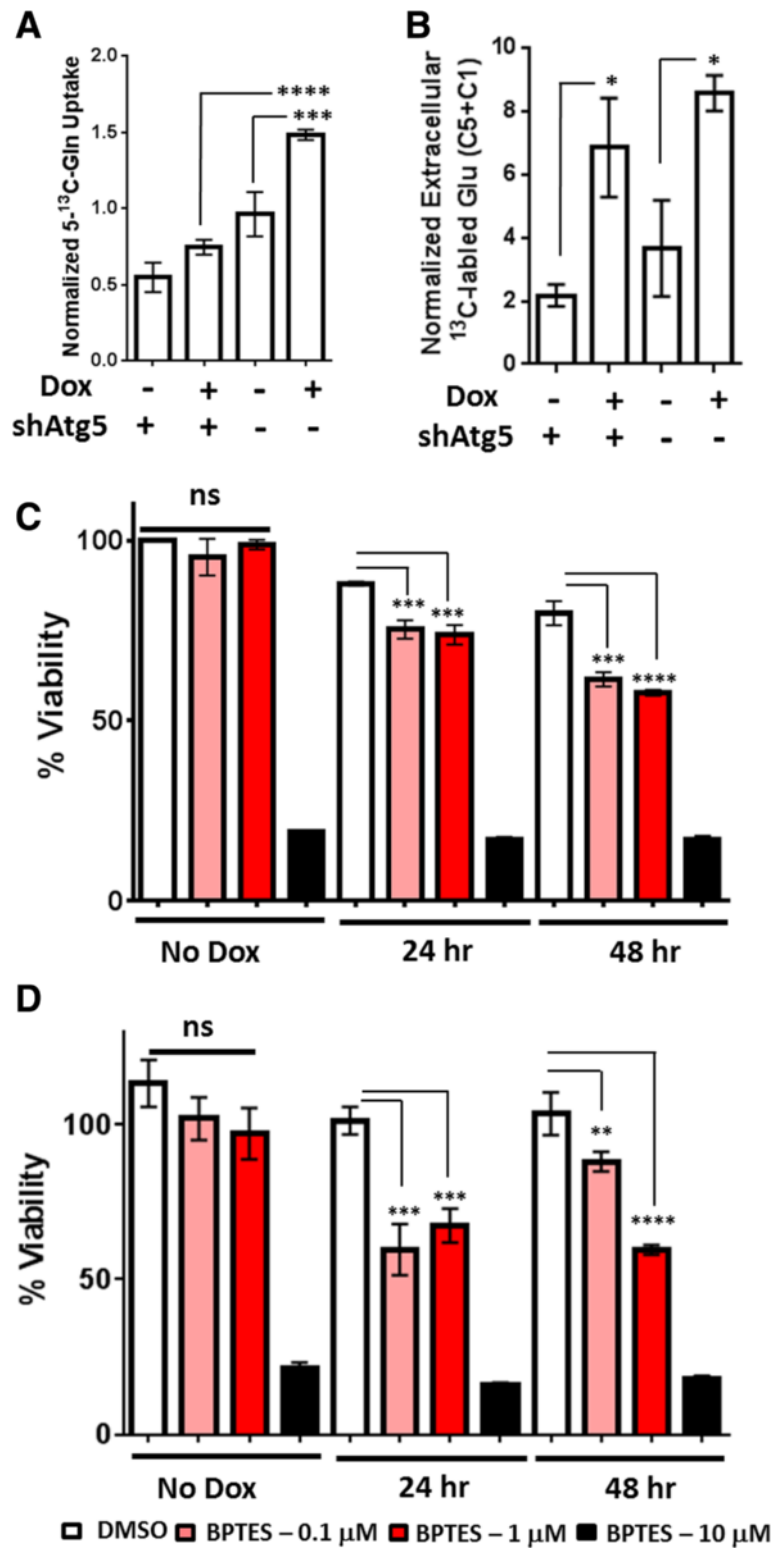 A
Normalized 5-¹³C-Gln Uptake
2.0
1.5
1.0
0.5
0.0
****
***
Dox - + - +
shAtg5 + + - -
B
Normalized Extracellular
¹³C-labled Glu (C5+C1)
10
8
6
4
2
0
*
*
Dox - + - +
shAtg5 + + - -
C
% Viability
100
50
0
ns
***
***
***
****
No Dox
24 hr
48 hr
D
% Viability
100
50
0
ns
***
***
**
****
No Dox
24 hr
48 hr
DMSO BPTES – 0.1 µM BPTES – 1 µM BPTES – 10 µM